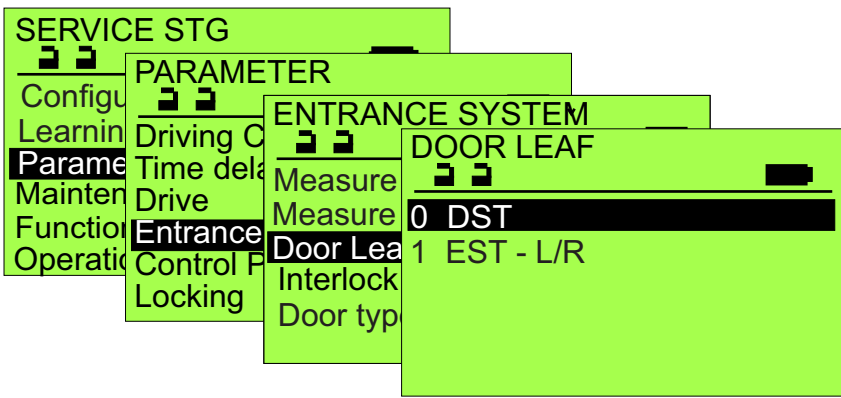 SERVICE STG
Configu
Learnin
Parame
Mainten
Function
Operatio
PARAMETER
Driving C
Time dela
Drive
Entrance
Control P
Locking
ENTRANCE SYSTEM
Measure
Measure
Door Lea
Interlock
Door typ
DOOR LEAF
0 DST
1 EST - L/R